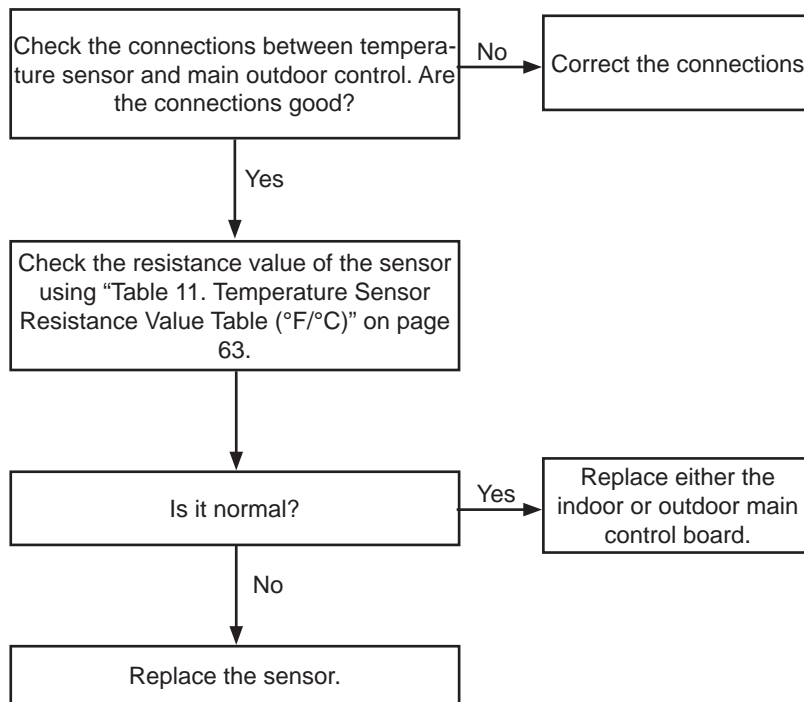 Check the connections between tempera-
ture sensor and main outdoor control. Are
the connections good?
No
Correct the connections
Yes
Check the resistance value of the sensor
using “Table 11. Temperature Sensor
Resistance Value Table (°F/°C)” on page
63.
Is it normal?
Yes
Replace either the
indoor or outdoor main
control board.
No
Replace the sensor.